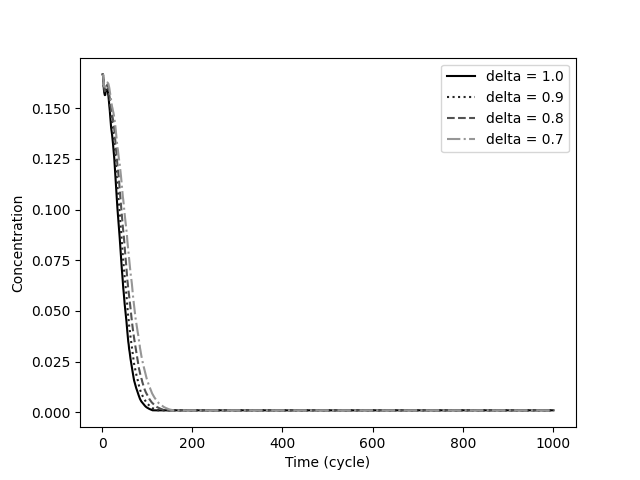 delta = 1.0
delta = 0.9
delta = 0.8
delta = 0.7
Concentration
0.150
0.125
0.100
0.075
0.050
0.025
0.000
0 200 400 600 800 1000
Time (cycle)